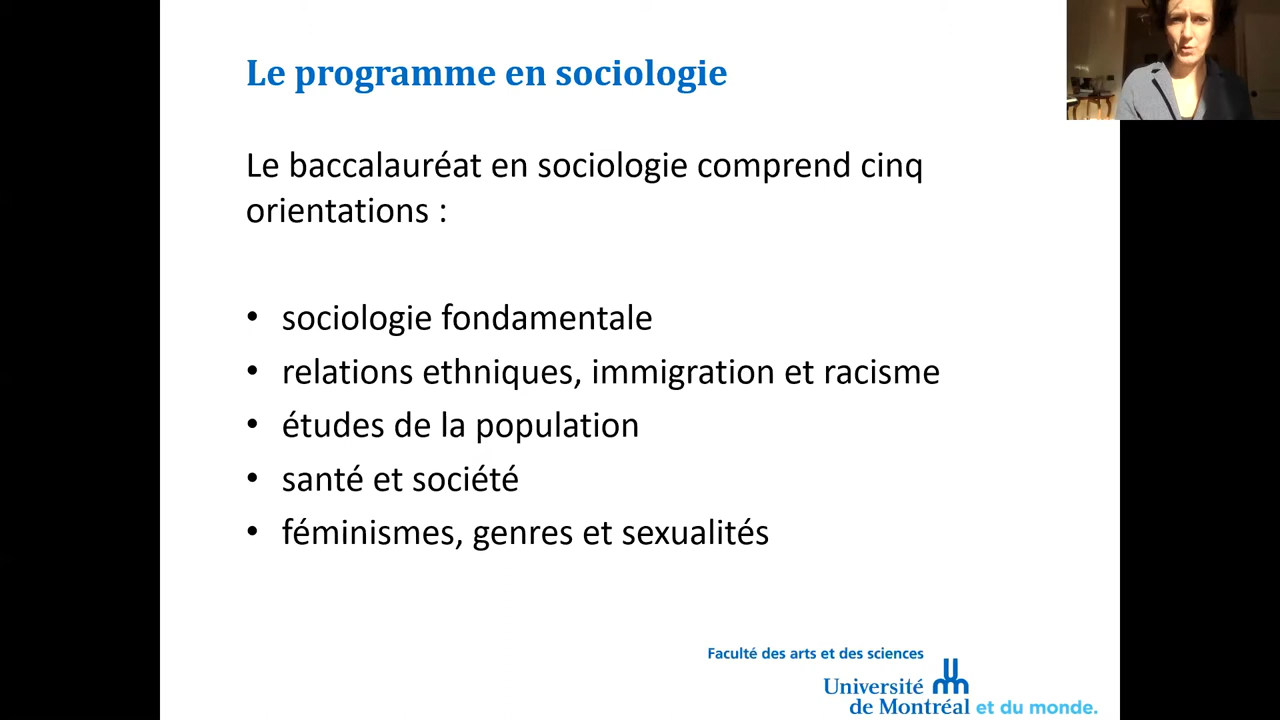 Le programme en sociologie
Le baccalauréat en sociologie comprend cinq
orientations :
• sociologie fondamentale
• relations ethniques, immigration et racisme
• études de la population
• santé et société
• féminismes, genres et sexualités
Faculté des arts et des sciences
Université
de Montréal et du monde.